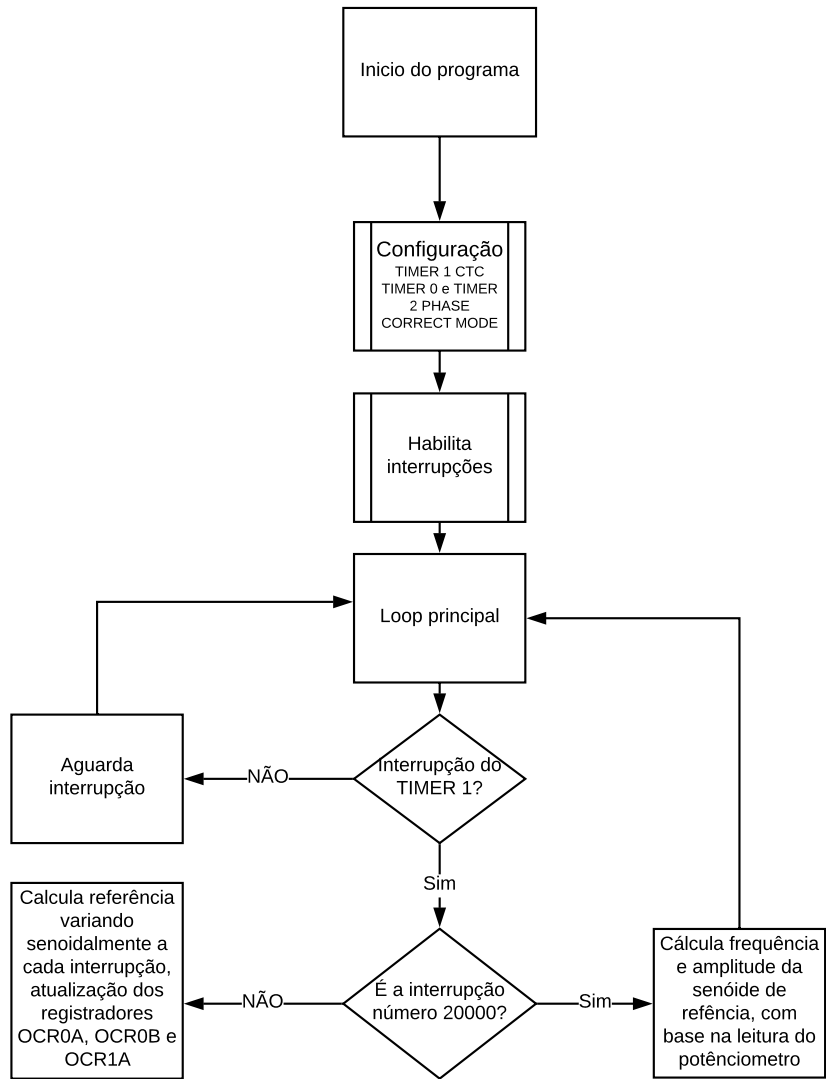 Inicio do programa
Configuração
TIMER 1 CTC
TIMER 0 e TIMER
2 PHASE
CORRECT MODE
Habilita
interrupções
Loop principal
Interrupção do
TIMER 1?
NÃO
Aguarda
interrupção
Sim
É a interrupção
número 20000?
NÃO
Calcula referência
variando
senoidalmente a
cada interrupção,
atualização dos
registradores
OCR0A, OCR0B e
OCR1A
Sim
Cálcula frequência
e amplitude da
senóide de
refência, com
base na leitura do
potênciometro